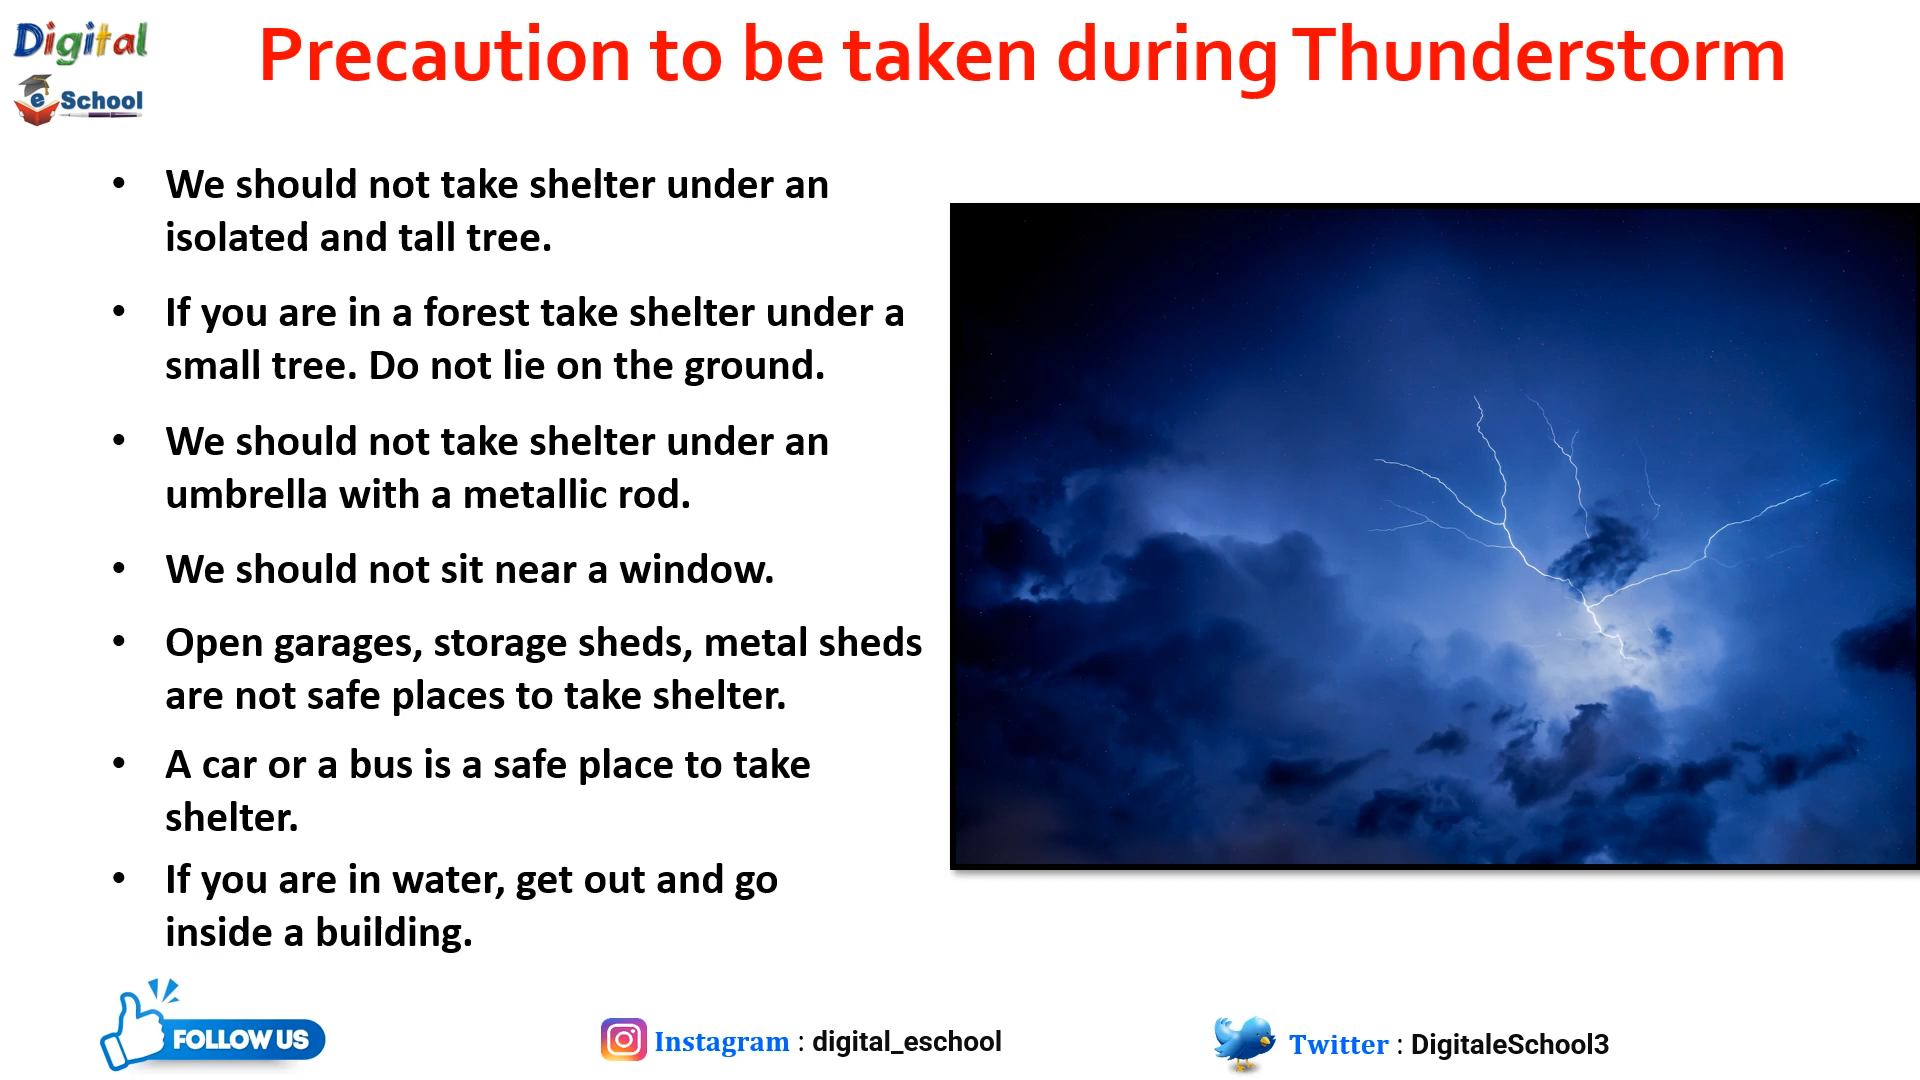 Digital
e School
Precaution to be taken during Thunderstorm
• We should not take shelter under an
isolated and tall tree.
• If you are in a forest take shelter under a
small tree. Do not lie on the ground.
• We should not take shelter under an
umbrella with a metallic rod.
• We should not sit near a window.
• Open garages, storage sheds, metal sheds
are not safe places to take shelter.
• A car or a bus is a safe place to take
shelter.
• If you are in water, get out and go
inside a building.
FOLLOW US
Instagram : digital_eschool
Twitter : DigitaleSchool3